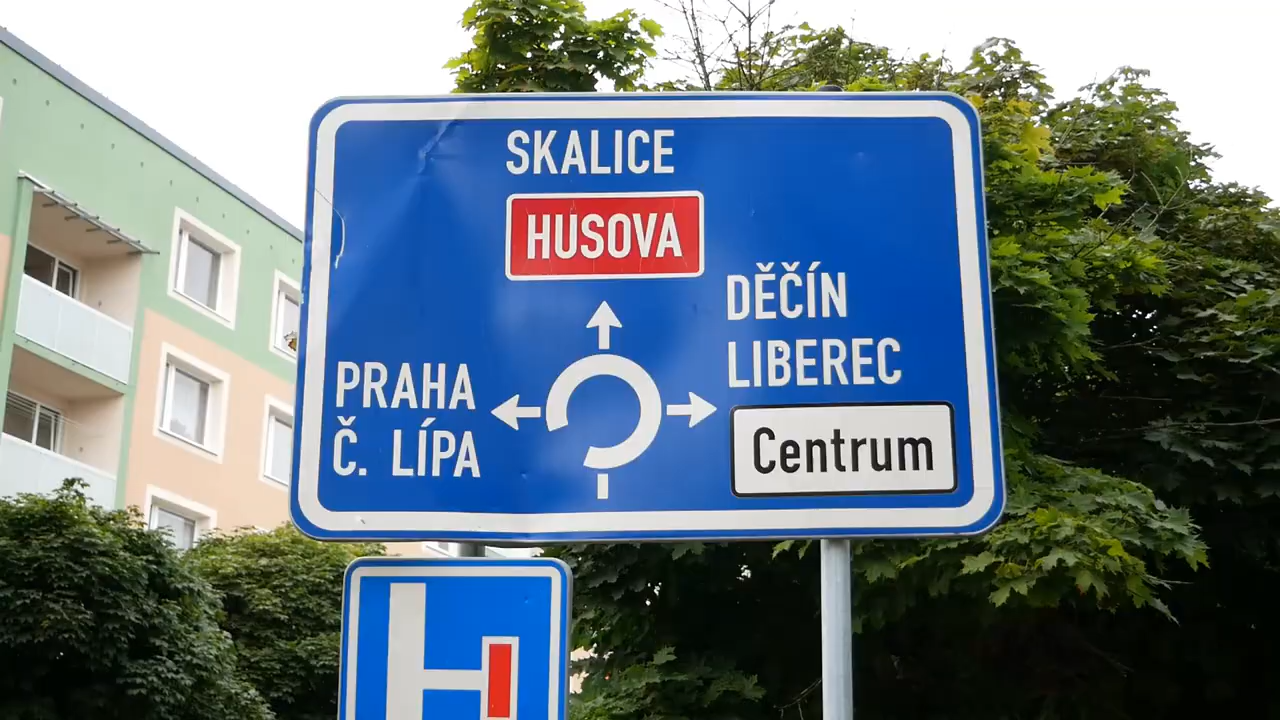 SKALICE
HUSOVA
DĚČÍN
LIBEREC
Centrum
PRAHA
Č. LÍPA